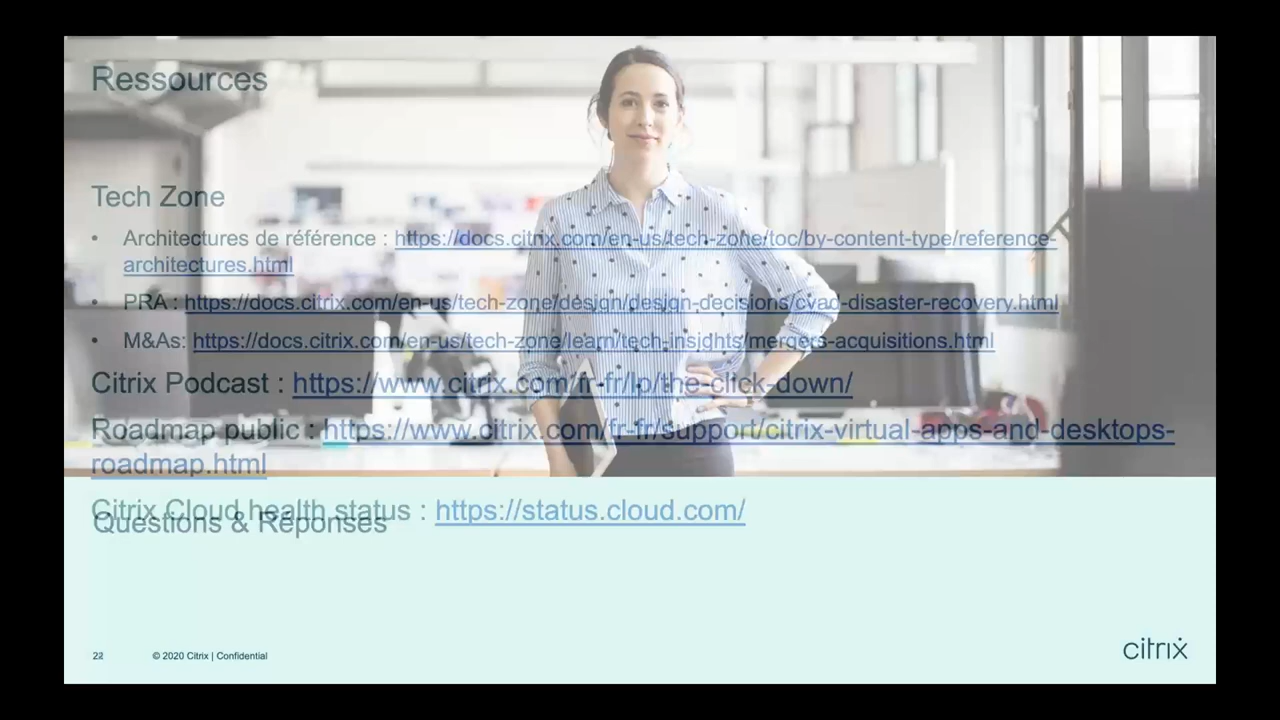 Ressources
Tech Zone
• Architectures de référence : https://docs.citrix.com/en-us/tech-zone/toc/by-content-type/reference-
architectures.html
• PRA : https://docs.citrix.com/en-us/tech-zone/design/design-decisions/cvad-disaster-recovery.html
• M&As: https://docs.citrix.com/en-us/tech-zone/learn/tech-insights/mergers-acquisitions.html
Citrix Podcast : https://www.citrix.com/fr-fr/lp/the-click-down/
Roadmap public : https://www.citrix.com/fr-fr/support/citrix-virtual-apps-and-desktops-
roadmap.html
Citrix Cloud health status : https://status.cloud.com/
Questions & Réponses
© 2020 Citrix | Confidential
citrix